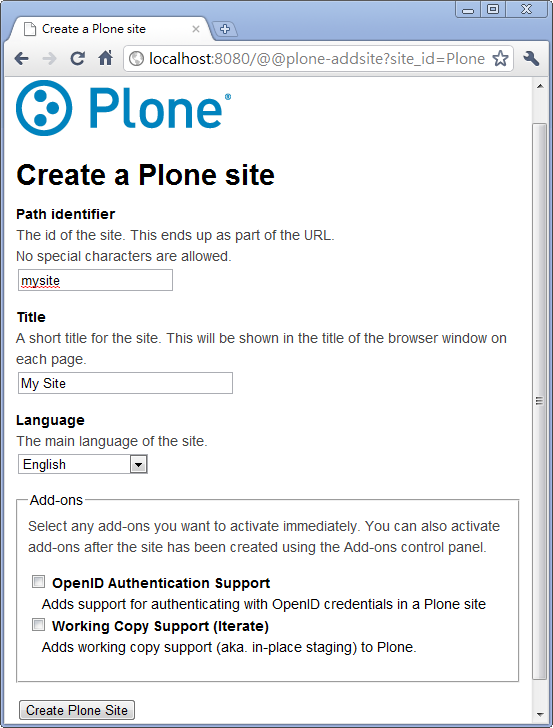 Create a Plone site
localhost:8080/@@plone-addsite?site_id=Plone
Plone®
Create a Plone site
Path identifier
The id of the site. This ends up as part of the URL.
No special characters are allowed.
mysite
Title
A short title for the site. This will be shown in the title of the browser window on
each page.
My Site
Language
The main language of the site.
English
Add-ons
Select any add-ons you want to activate immediately. You can also activate
add-ons after the site has been created using the Add-ons control panel.
OpenID Authentication Support
Adds support for authenticating with OpenID credentials in a Plone site
Working Copy Support (Iterate)
Adds working copy support (aka. in-place staging) to Plone.
Create Plone Site